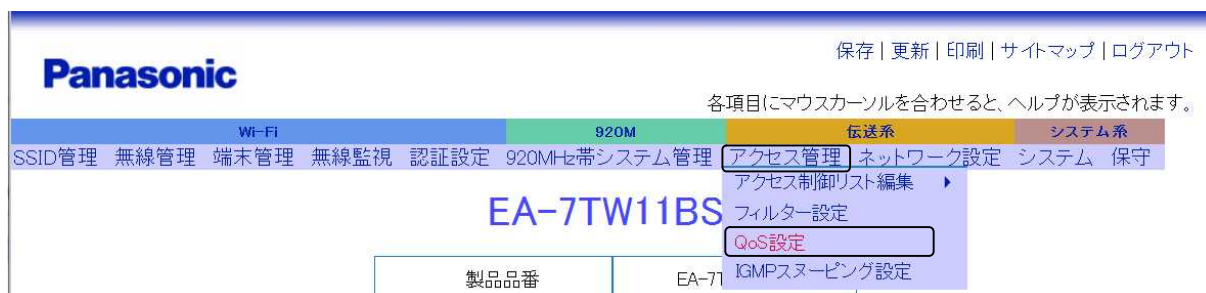 保存 | 更新 | 印刷 | サイトマップ | ログアウト
Panasonic
各項目にマウスカーソルを合わせると、ヘルプが表示されます。
Wi-Fi 920M 伝送系 システム系
SSID管理 無線管理 端末管理 無線監視 認証設定 920MHz帯システム管理 アクセス管理 ネットワーク設定 システム 保守
アクセス制御リスト編集
EA-7TW11BS
フィルター設定
QoS設定
製品品番 EA-7T
IGMPスヌーピング設定